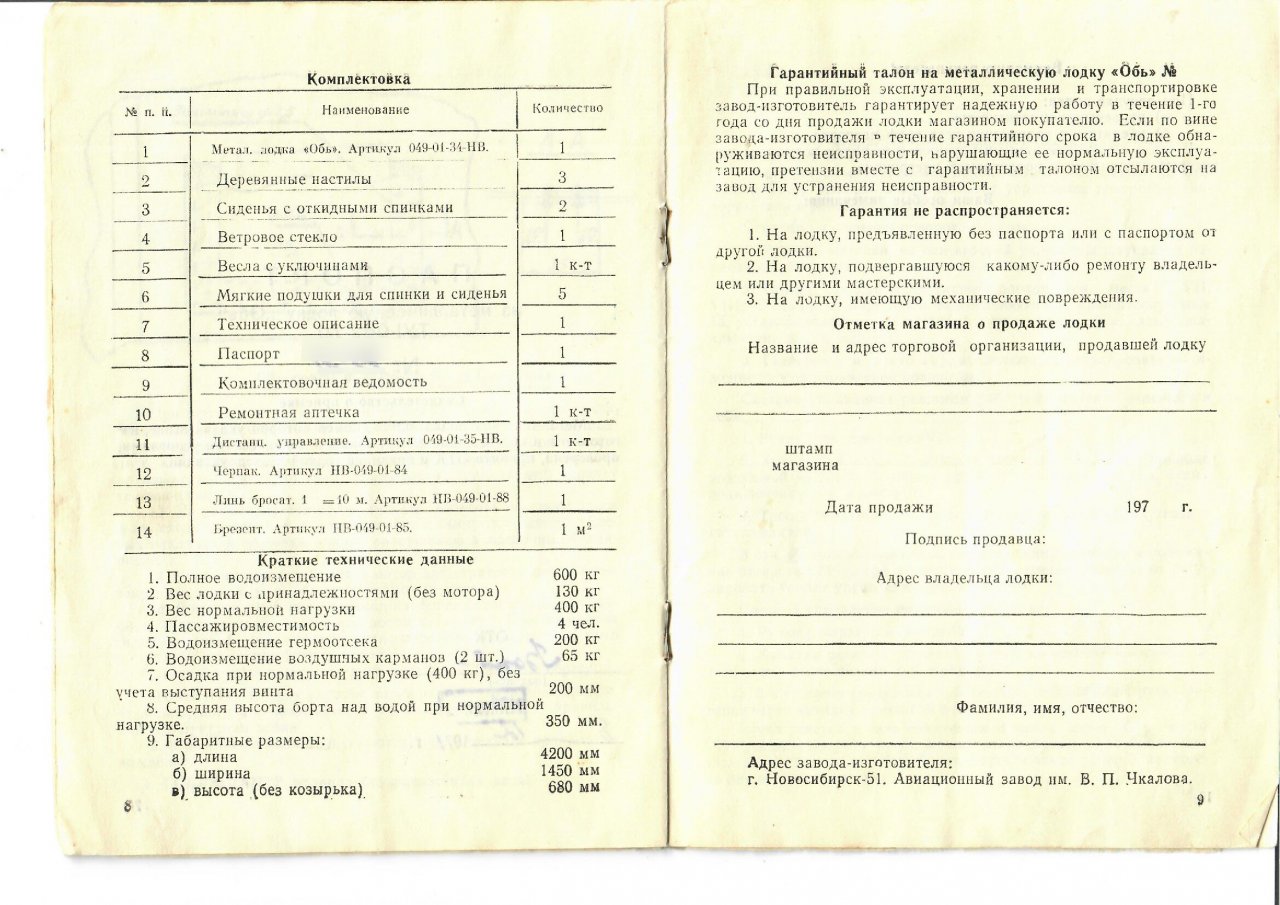 Комплектовка
№ п. п. Наименование Количество
1 Метал. лодка «Обь». Артикул 049-01-34-НВ. 1
2 Деревянные настилы 3
3 Сиденья с откидными спинками 2
4 Ветровое стекло 1
5 Весла с уключинами 1 к-т
6 Мягкие подушки для спинки и сиденья 5
7 Техническое описание 1
8 Паспорт 1
9 Комплектовочная ведомость 1
10 Ремонтная аптечка 1 к-т
11 Дистанц. управление. Артикул 049-01-35-НВ. 1 к-т
12 Черпак. Артикул НВ-049-01-84 1
13 Линь бросат. 1 =10 м. Артикул НВ-049-01-88 1
14 Брезент. Артикул НВ-049-01-85. 1 м²
Краткие технические данные
1. Полное водоизмещение 600 кг
2 Вес лодки с принадлежностями (без мотора) 130 кг
3. Вес нормальной нагрузки 400 кг
4. Пассажировместимость 4 чел.
5. Водоизмещение гермоотсека 200 кг
6. Водоизмещение воздушных карманов (2 шт.) 65 кг
7. Осадка при нормальной нагрузке (400 кг), без
учета выступания винта 200 мм
8. Средняя высота борта над водой при нормальной
нагрузке. 350 мм.
9. Габаритные размеры:
а) длина 4200 мм
б) ширина 1450 мм
в) высота (без козырька) 680 мм
8
Гарантийный талон на металлическую лодку «Обь» №
При правильной эксплуатации, хранении и транспортировке
завод-изготовитель гарантирует надежную работу в течение 1-го
года со дня продажи лодки магазином покупателю. Если по вине
завода-изготовителя в течение гарантийного срока в лодке обна-
руживаются неисправности, нарушающие ее нормальную эксплуа-
тацию, претензии вместе с гарантийным талоном отсылаются на
завод для устранения неисправности.
Гарантия не распространяется:
1. На лодку, предъявленную без паспорта или с паспортом от
другой лодки.
2. На лодку, подвергавшуюся какому-либо ремонту владель-
цем или другими мастерскими.
3. На лодку, имеющую механические повреждения.
Отметка магазина о продаже лодки
Название и адрес торговой организации, продавшей лодку
штамп
магазина
Дата продажи 197 г.
Подпись продавца:
Адрес владельца лодки:
Фамилия, имя, отчество:
Адрес завода-изготовителя:
г. Новосибирск-51. Авиационный завод им. В. П. Чкалова.
9